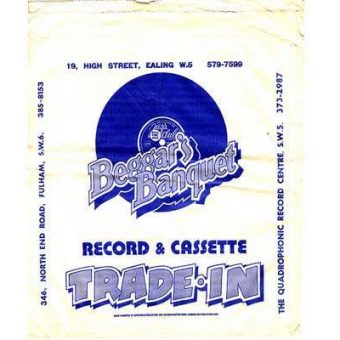 19, HIGH STREET, EALING W.5 579-7599
346, NORTH END ROAD, FULHAM, S.W.6. 385-8153
THE QUADROPHONIC RECORD CENTRE S.W.5. 373-2987
Beggar's
Banquet
RECORD & CASSETTE
TRADE-IN